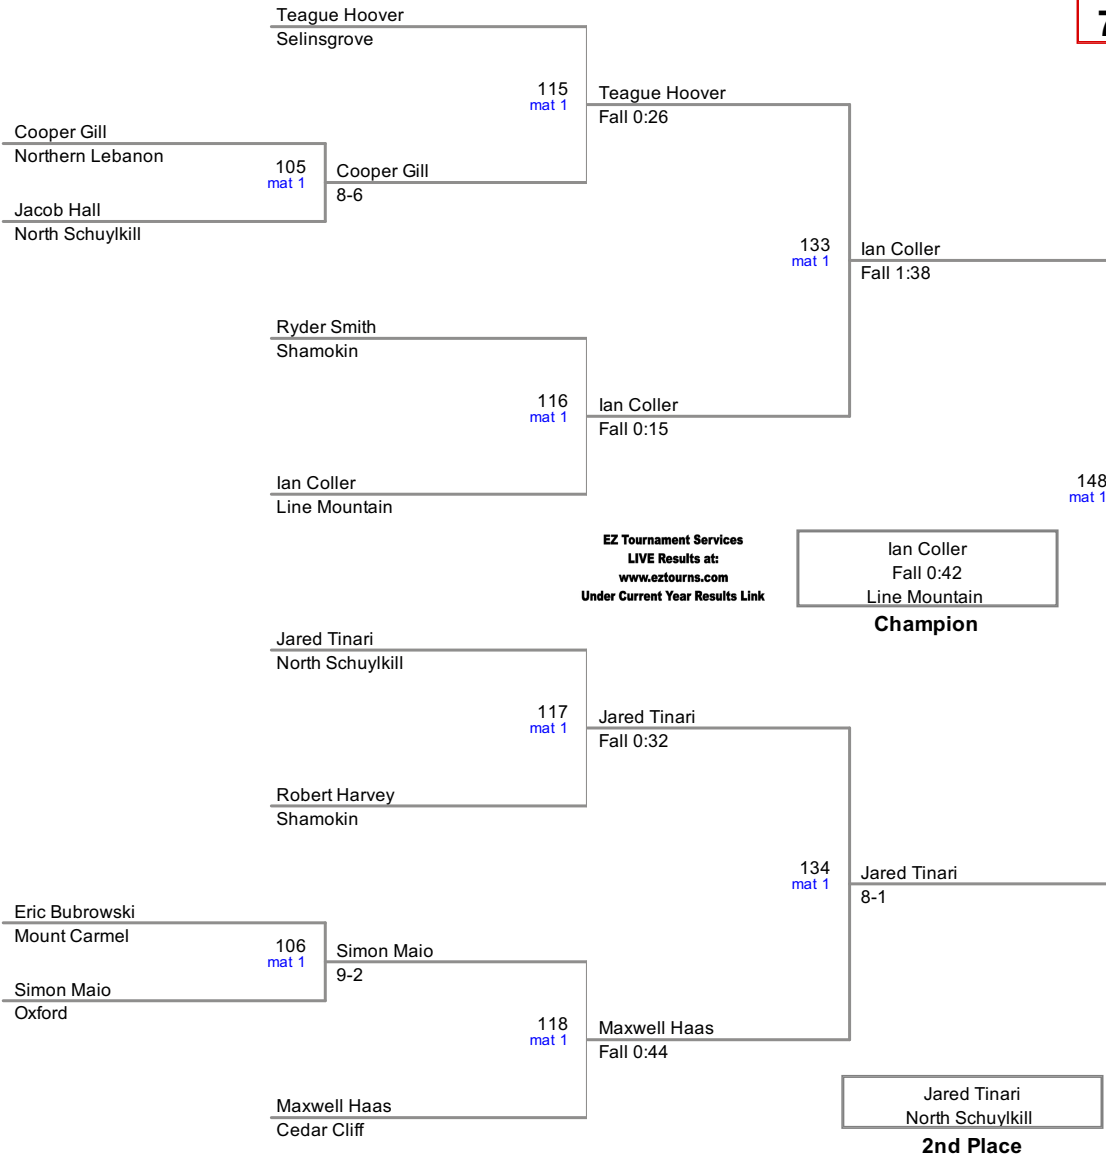 Teague Hoover
Selinsgrove
115
mat 1
Teague Hoover
Fall 0:26
Cooper Gill
Northern Lebanon
105
mat 1
Cooper Gill
8-6
Jacob Hall
North Schuylkill
133
mat 1
Ian Coller
Fall 1:38
Ryder Smith
Shamokin
116
mat 1
Ian Coller
Fall 0:15
Ian Coller
Line Mountain
148
mat 1
EZ Tournament Services
LIVE Results at:
www.eztourns.com
Under Current Year Results Link
Ian Coller
Fall 0:42
Line Mountain
Champion
Jared Tinari
North Schuylkill
117
mat 1
Jared Tinari
Fall 0:32
Robert Harvey
Shamokin
134
mat 1
Jared Tinari
8-1
Eric Bubrowski
Mount Carmel
106
mat 1
Simon Maio
9-2
Simon Maio
Oxford
118
mat 1
Maxwell Haas
Fall 0:44
Maxwell Haas
Cedar Cliff
Jared Tinari
North Schuylkill
2nd Place